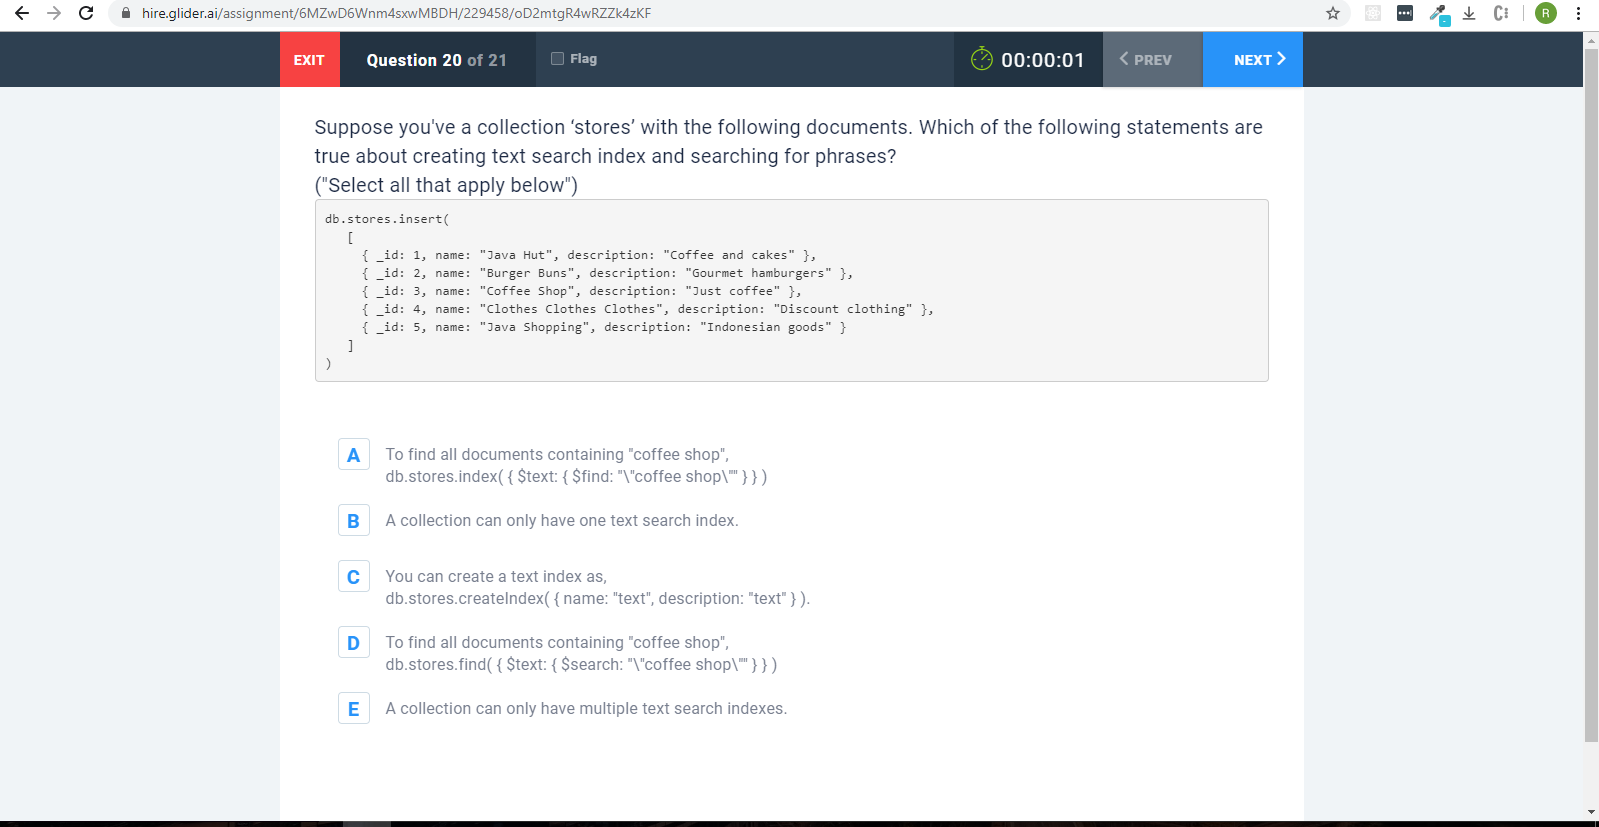 hire.glider.ai/assignment/6MZwD6Wnm4sxwMBDH/229458/oD2mtgR4wRZZk4zKF
R
EXIT
Question 20 of 21
Flag
00:00:01
PREV
NEXT
Suppose you've a collection ‘stores’ with the following documents. Which of the following statements are
true about creating text search index and searching for phrases?
("Select all that apply below")
db.stores.insert(
[
{ _id: 1, name: "Java Hut", description: "Coffee and cakes" },
{ _id: 2, name: "Burger Buns", description: "Gourmet hamburgers" },
{ _id: 3, name: "Coffee Shop", description: "Just coffee" },
{ _id: 4, name: "Clothes Clothes Clothes", description: "Discount clothing" },
{ _id: 5, name: "Java Shopping", description: "Indonesian goods" }
]
)
A To find all documents containing "coffee shop",
db.stores.index( { $text: { $find: "\"coffee shop\"" } } )
B A collection can only have one text search index.
C You can create a text index as,
db.stores.createIndex( { name: "text", description: "text" } ).
D To find all documents containing "coffee shop",
db.stores.find( { $text: { $search: "\"coffee shop\"" } } )
E A collection can only have multiple text search indexes.